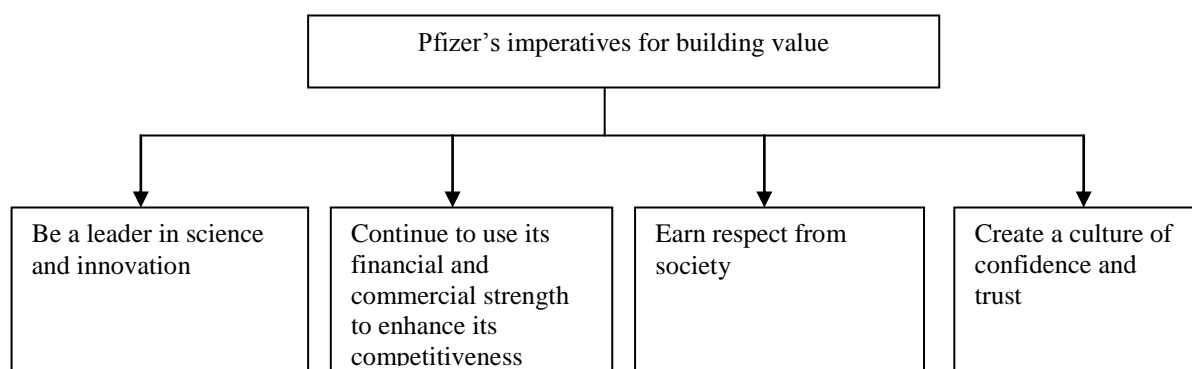 Pfizer’s imperatives for building value
Be a leader in science
and innovation
Continue to use its
financial and
commercial strength
to enhance its
competitiveness
Earn respect from
society
Create a culture of
confidence and
trust